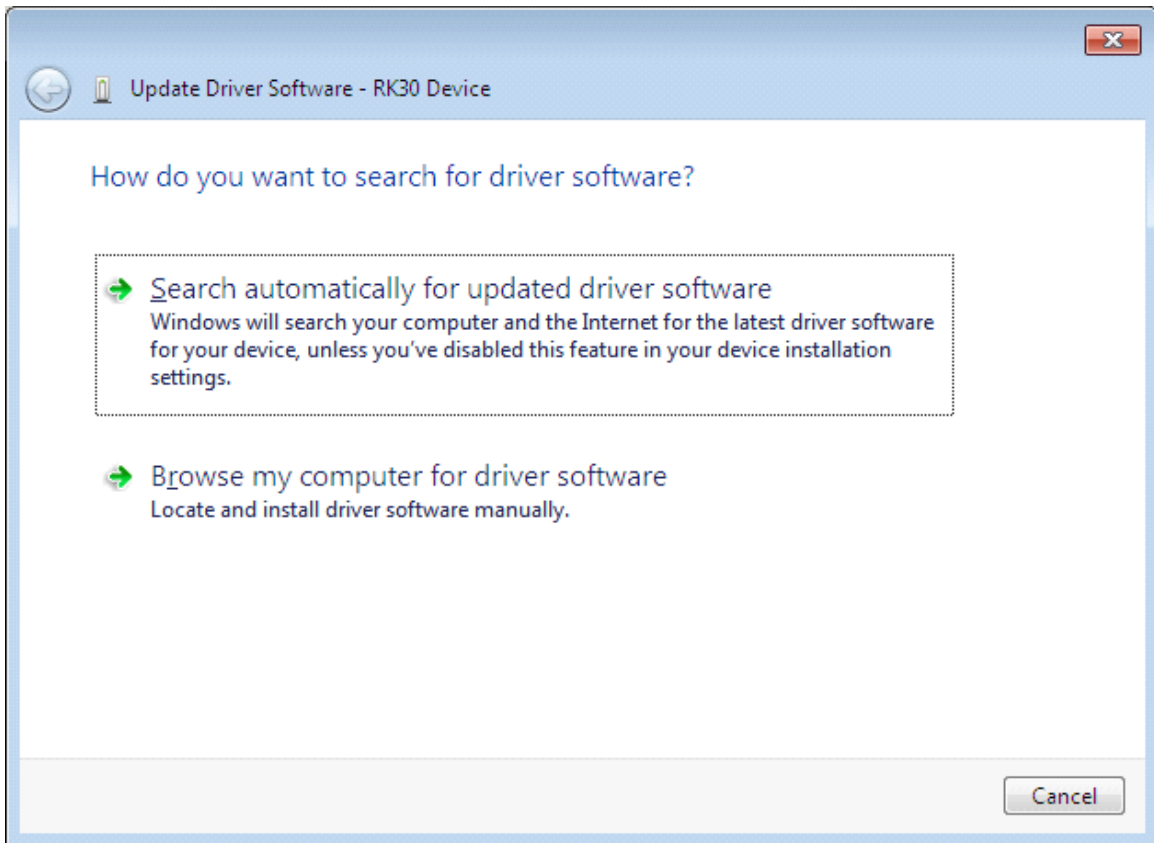 Update Driver Software - RK30 Device
How do you want to search for driver software?
Search automatically for updated driver software
Windows will search your computer and the Internet for the latest driver software
for your device, unless you've disabled this feature in your device installation
settings.
Browse my computer for driver software
Locate and install driver software manually.
Cancel